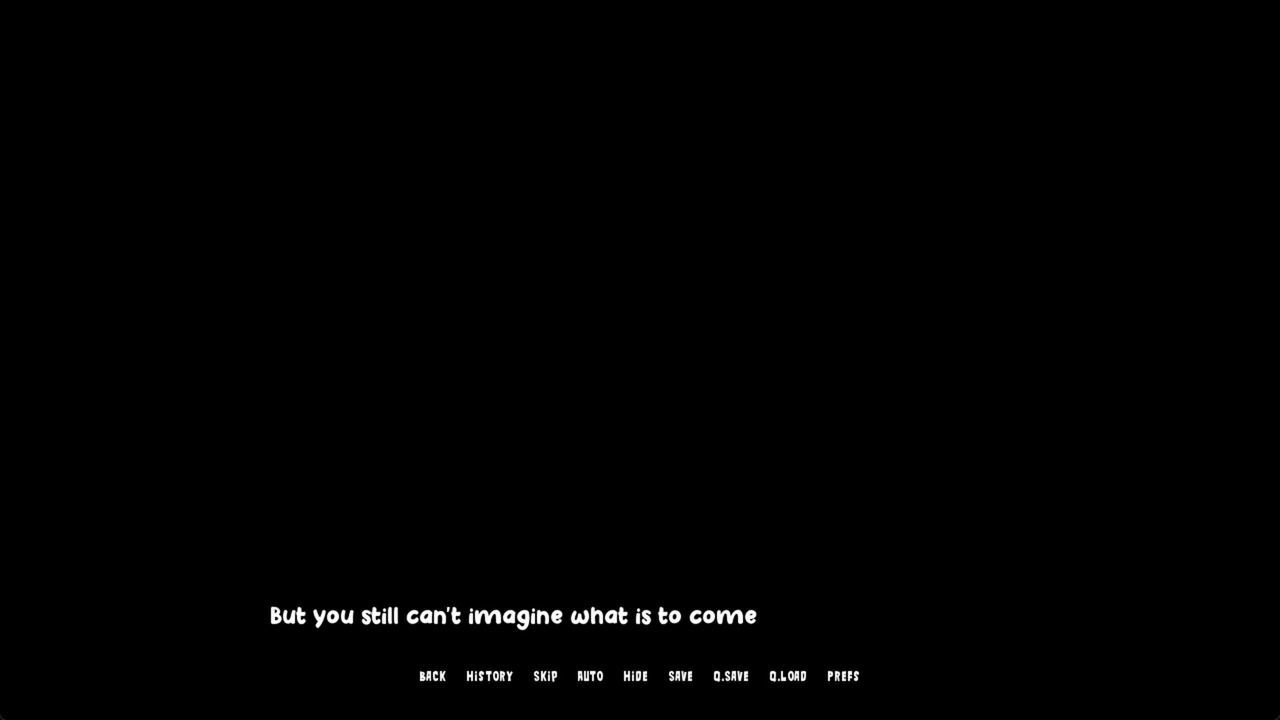 But you still can't imagine what is to come
BACK HISTORY SKIP AUTO HIDE SAVE Q.SAVE Q.LOAD PREFS